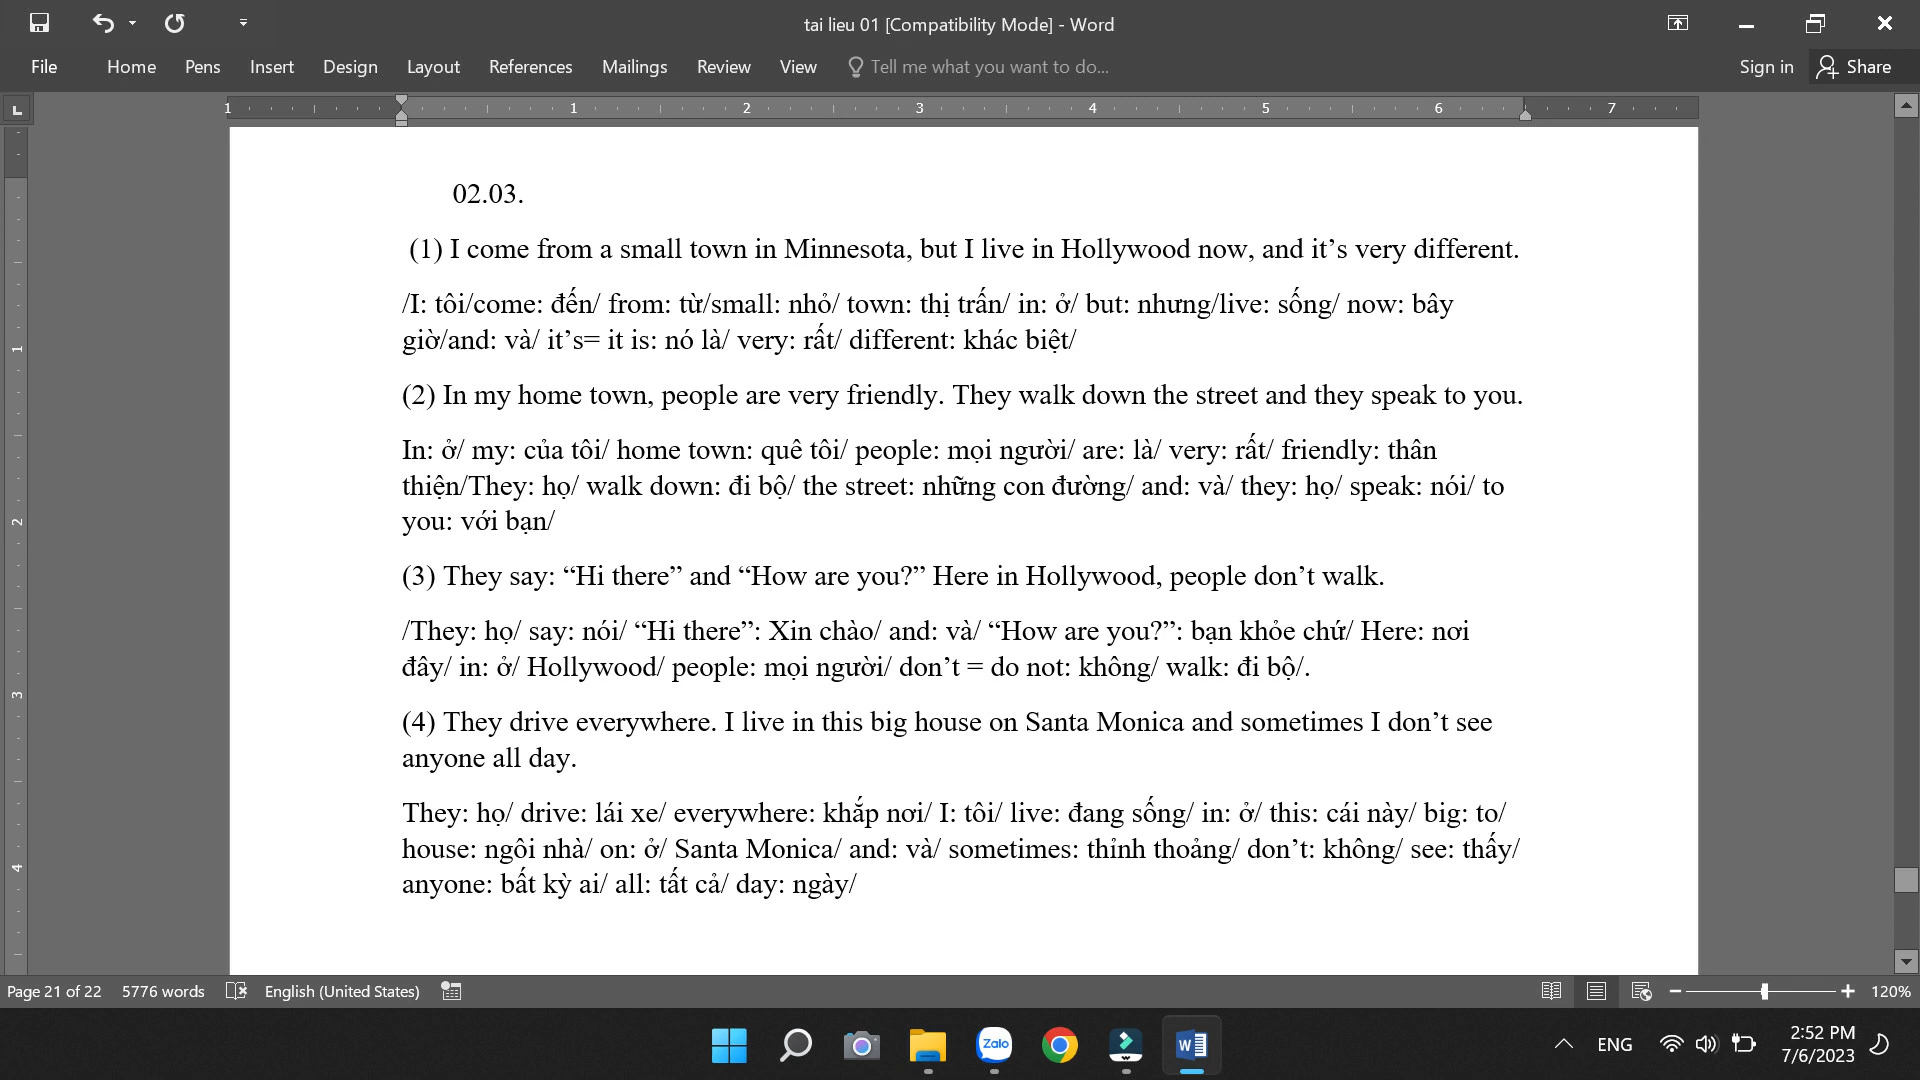 tai lieu 01 [Compatibility Mode] - Word
File Home Pens Insert Design Layout References Mailings Review View Tell me what you want to do... Sign in Share
L 1 1 2 3 4 5 6 7
02.03.
(1) I come from a small town in Minnesota, but I live in Hollywood now, and it’s very different.
/I: tôi/come: đến/ from: từ/small: nhỏ/ town: thị trấn/ in: ở/ but: nhưng/live: sống/ now: bây
giờ/and: và/ it’s= it is: nó là/ very: rất/ different: khác biệt/
(2) In my home town, people are very friendly. They walk down the street and they speak to you.
In: ở/ my: của tôi/ home town: quê tôi/ people: mọi người/ are: là/ very: rất/ friendly: thân
thiện/They: họ/ walk down: đi bộ/ the street: những con đường/ and: và/ they: họ/ speak: nói/ to
you: với bạn/
(3) They say: “Hi there” and “How are you?” Here in Hollywood, people don’t walk.
/They: họ/ say: nói/ “Hi there”: Xin chào/ and: và/ “How are you?”: bạn khỏe chứ/ Here: nơi
đây/ in: ở/ Hollywood/ people: mọi người/ don’t = do not: không/ walk: đi bộ/.
(4) They drive everywhere. I live in this big house on Santa Monica and sometimes I don’t see
anyone all day.
They: họ/ drive: lái xe/ everywhere: khắp nơi/ I: tôi/ live: đang sống/ in: ở/ this: cái này/ big: to/
house: ngôi nhà/ on: ở/ Santa Monica/ and: và/ sometimes: thỉnh thoảng/ don’t: không/ see: thấy/
anyone: bất kỳ ai/ all: tất cả/ day: ngày/
1
2
3
4
Page 21 of 22 5776 words English (United States) 120%
Zalo W ENG 2:52 PM
7/6/2023